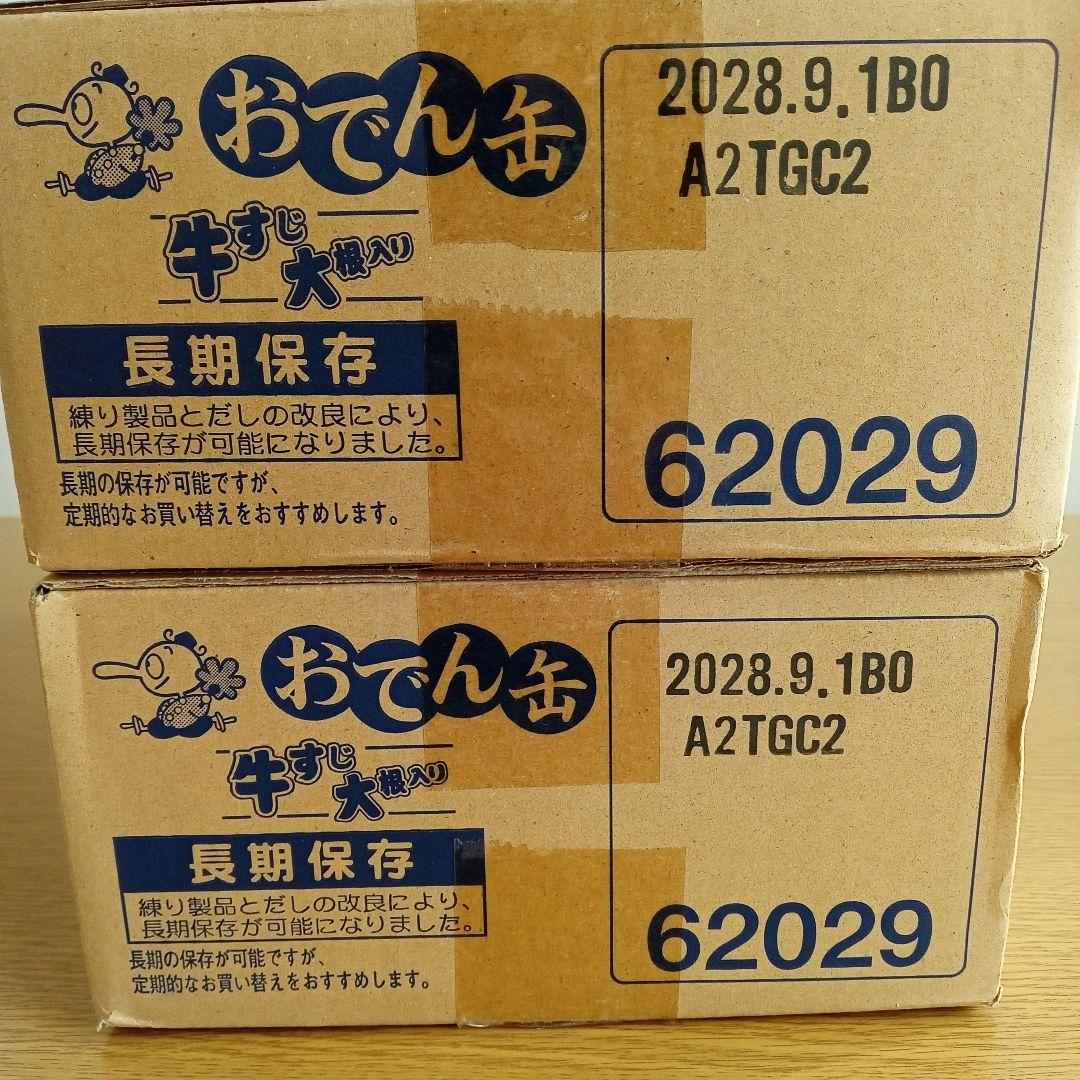 おでん缶
牛すじ
大根入り
長期保存
練り製品とだしの改良により、
長期保存が可能になりました。
長期の保存が可能ですが、
定期的なお買い替えをおすすめします。
2028.9.1B0
A2TGC2
62029
おでん缶
牛すじ
大根入り
長期保存
練り製品とだしの改良により、
長期保存が可能になりました。
長期の保存が可能ですが、
定期的なお買い替えをおすすめします。
2028.9.1B0
A2TGC2
62029